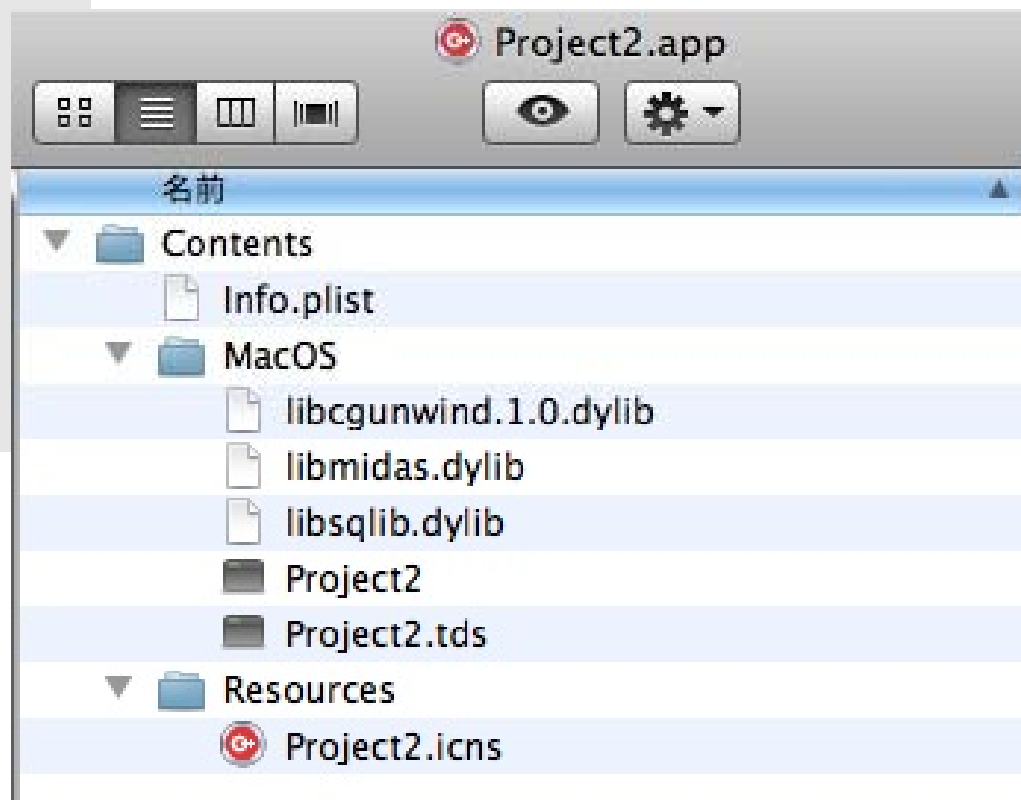 Project2.app
名前
Contents
Info.plist
MacOS
libcgunwind.1.0.dylib
libmidas.dylib
libsqlib.dylib
Project2
Project2.tds
Resources
Project2.icns